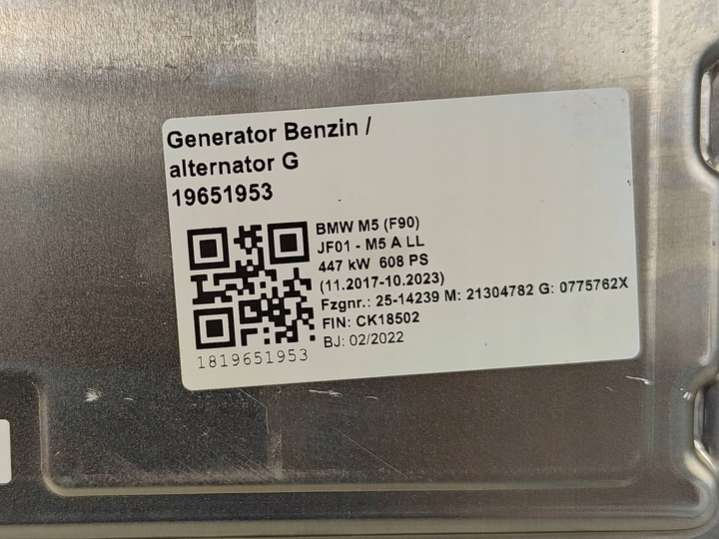 Generator Benzin /
alternator G
19651953
BMW M5 (F90)
JF01 - M5 A LL
447 kW 608 PS
(11.2017-10.2023)
Fzgnr.: 25-14239 M: 21304782 G: 0775762X
FIN: CK18502
BJ: 02/2022
1819651953